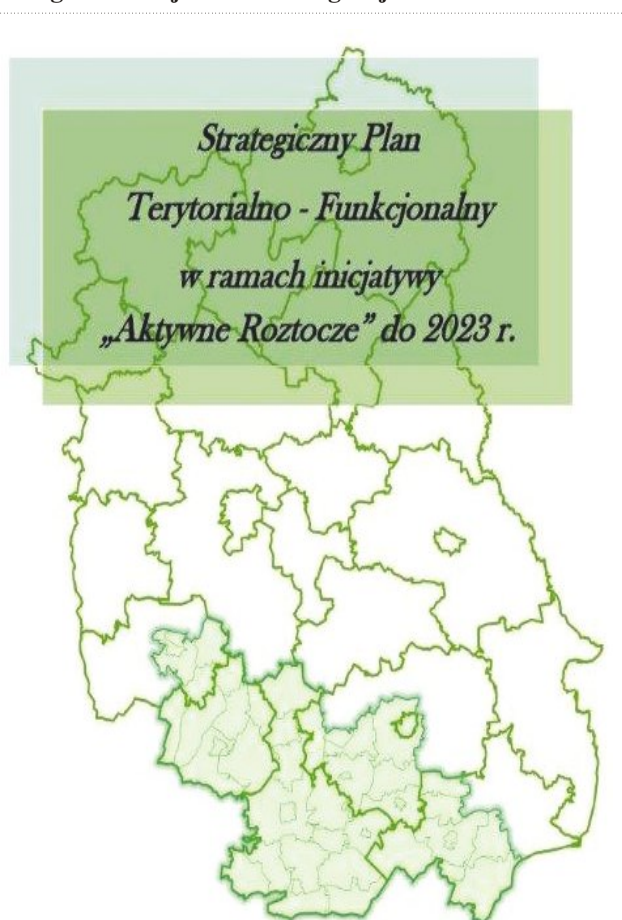 Strategiczny Plan
Terytorialno - Funkcjonalny
w ramach inicjatywy
„Aktywne Roztocze” do 2023 r.